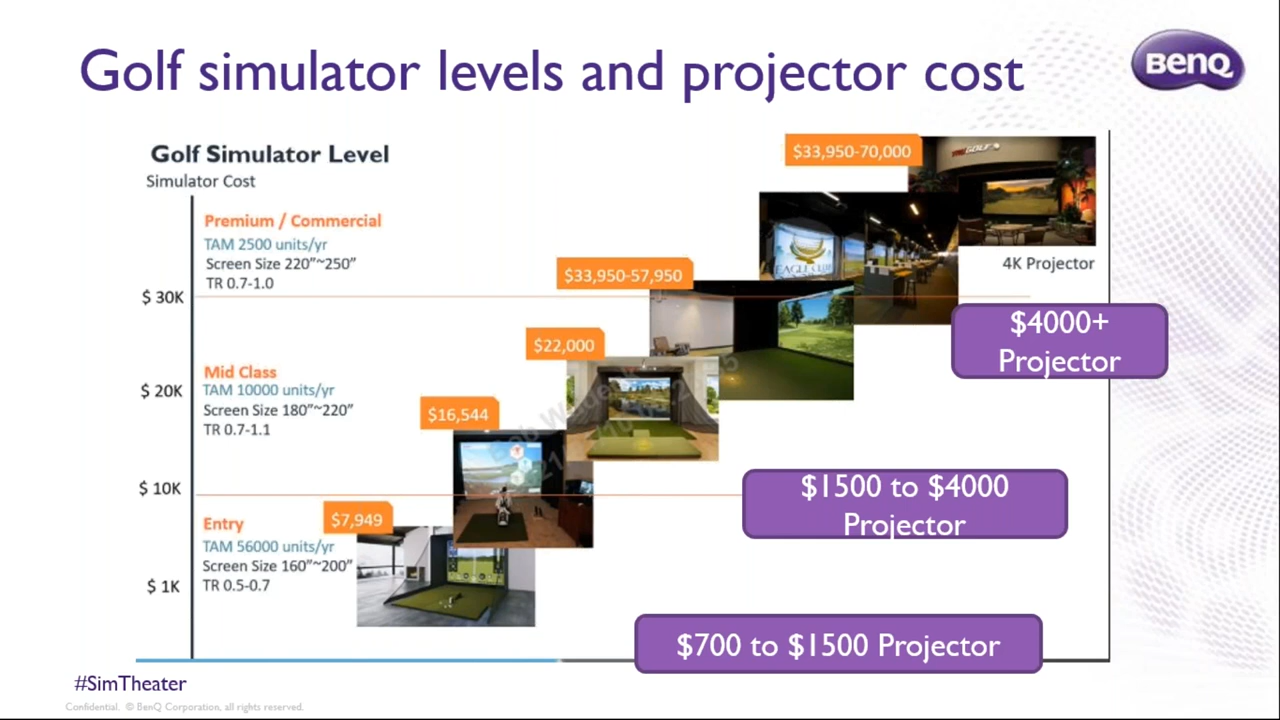 Golf simulator levels and projector cost
BenQ
Golf Simulator Level
Simulator Cost
$33,950-70,000
TRUGOLF
Premium / Commercial
TAM 2500 units/yr
Screen Size 220”~250”
TR 0.7-1.0
EAGLE CLUB
4K Projector
$33,950-57,950
$ 30K
$4000+
Projector
$22,000
Mid Class
TAM 10000 units/yr
Screen Size 180”~220”
TR 0.7-1.1
$ 20K
$16,544
$ 10K
$1500 to $4000
Projector
Entry
TAM 56000 units/yr
Screen Size 160”~200”
TR 0.5-0.7
$7,949
$ 1K
$700 to $1500 Projector
#SimTheater
Confidential. © BenQ Corporation, all rights reserved.